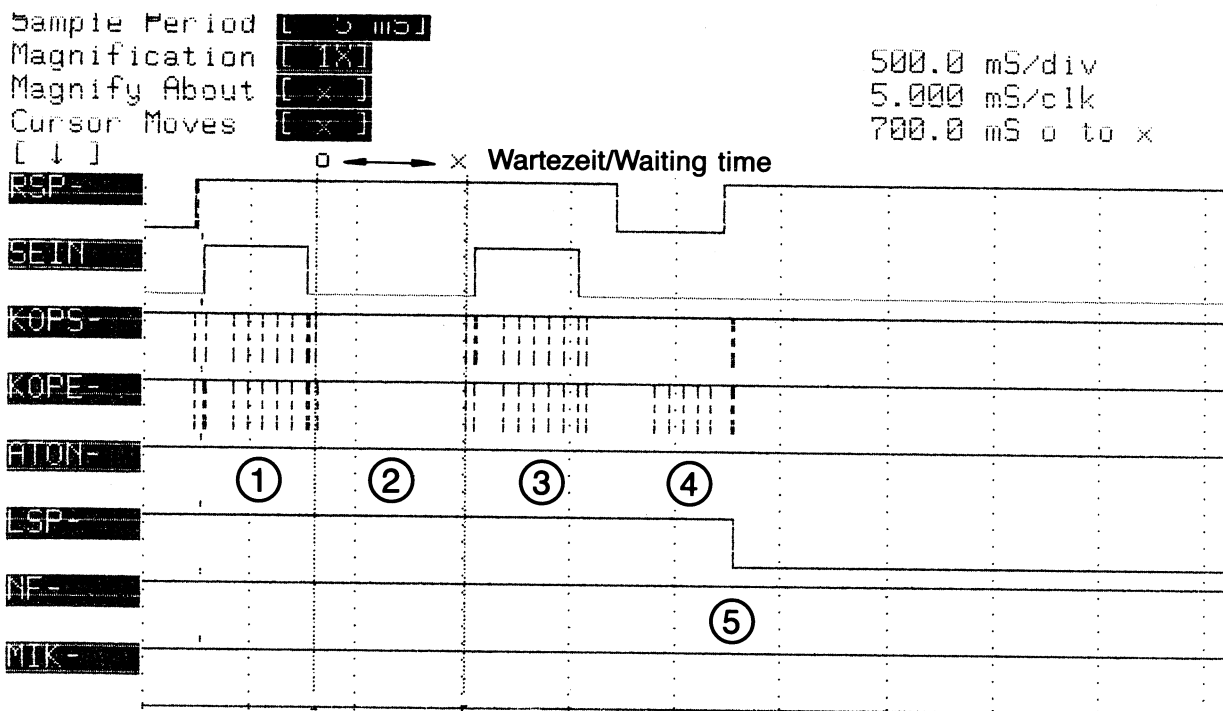 Sample Period [ 5 mS]
Magnification [ 1X]
Magnify About [ x ]
Cursor Moves [ x ]
[ ↓ ]
500.0 mS/div
5.000 mS/clk
700.0 mS o to x
o ↔ x Wartezeit/Waiting time
RSP-
SEIN
KOPS-
KOPE-
ATON-
① ② ③ ④
LSP-
NF-
⑤
MIK-